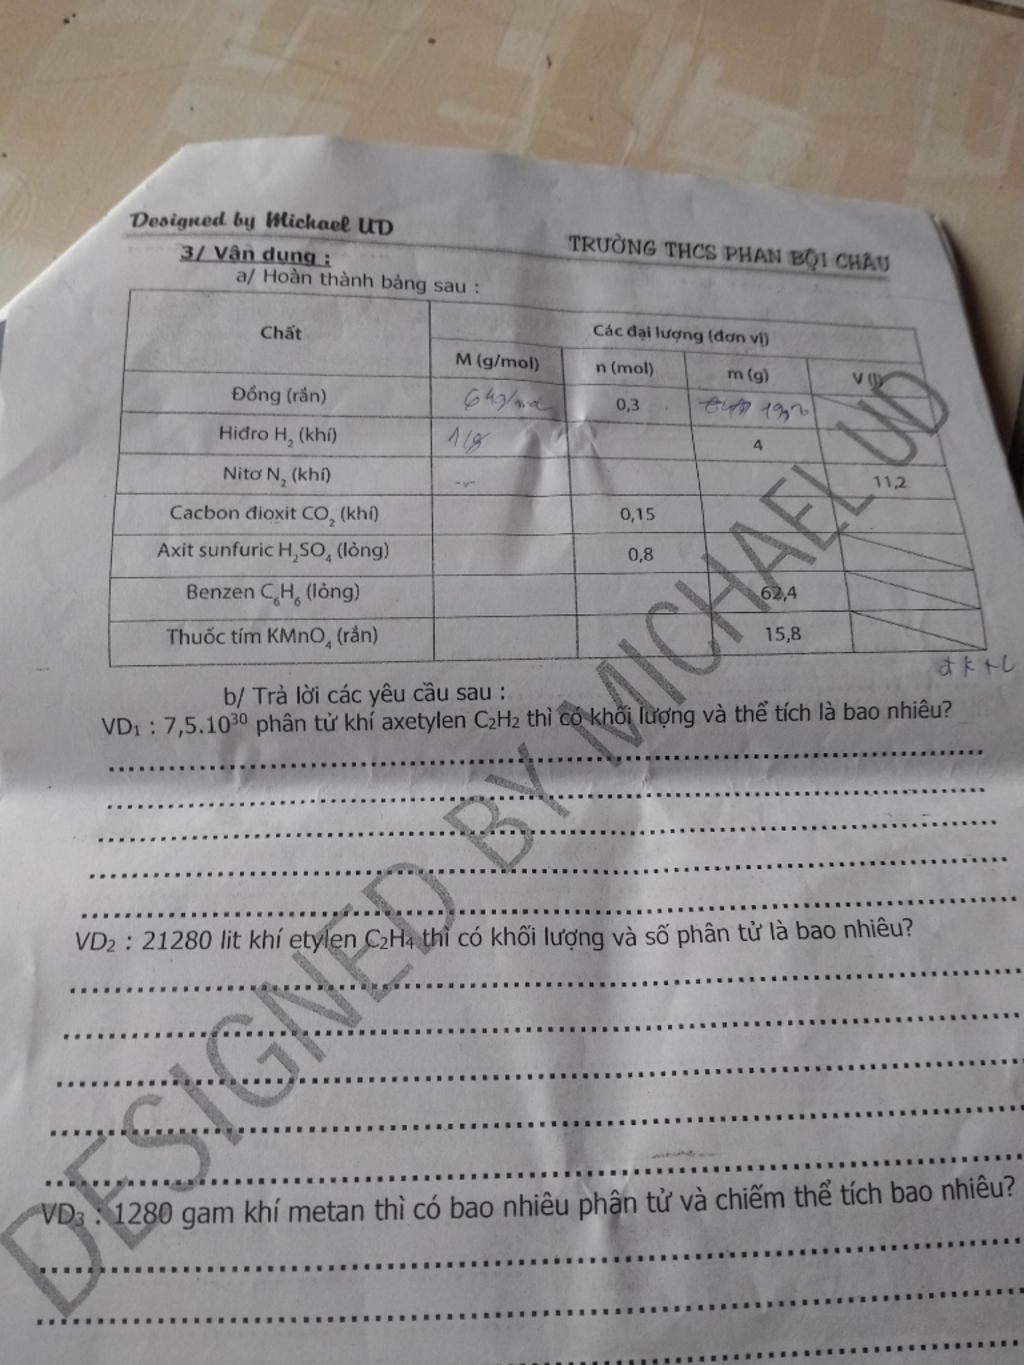 Designed by Michael UD
TRƯỜNG THCS PHAN BỘI CHÂU
3/ Vận dụng :
a/ Hoàn thành bảng sau :
Chất
Các đại lượng (đơn vị)
M (g/mol) n (mol) m (g) V (l)
Đồng (rắn) 64g/mol 0,3 19,2
Hiđro H₂ (khí) 4
Nitơ N₂ (khí) 11,2
Cacbon đioxit CO₂ (khí) 0,15
Axit sunfuric H₂SO₄ (lỏng) 0,8
Benzen C₆H₆ (lỏng) 62,4
Thuốc tím KMnO₄ (rắn) 15,8
b/ Trả lời các yêu cầu sau :
VD₁ : 7,5.10³⁰ phân tử khí axetylen C₂H₂ thì có khối lượng và thể tích là bao nhiêu?
VD₂ : 21280 lit khí etylen C₂H₄ thì có khối lượng và số phân tử là bao nhiêu?
VD₃ : 1280 gam khí metan thì có bao nhiêu phân tử và chiếm thể tích bao nhiêu?
DESIGNED BY MICHAEL UD